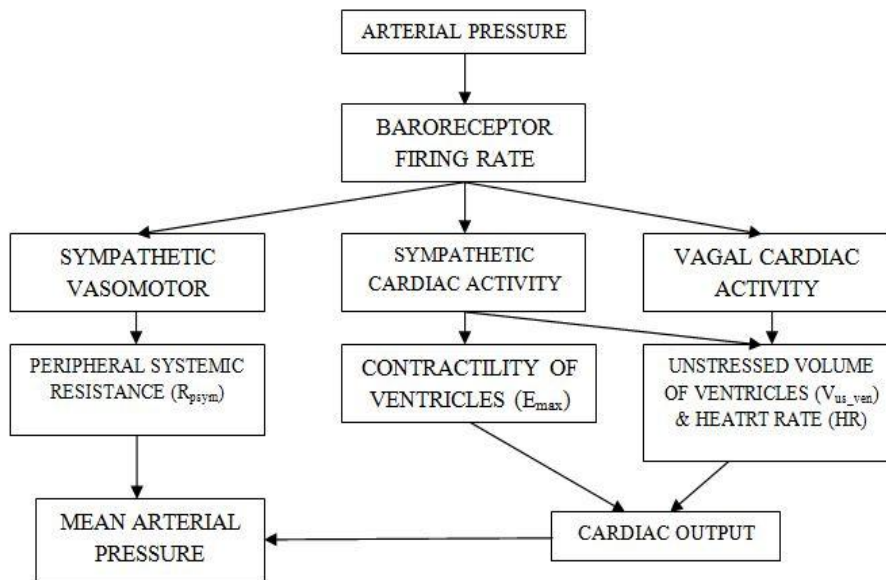 ARTERIAL PRESSURE
BARORECEPTOR
FIRING RATE
SYMPATHETIC
VASOMOTOR
SYMPATHETIC
CARDIAC ACTIVITY
VAGAL CARDIAC
ACTIVITY
PERIPHERAL SYSTEMIC
RESISTANCE (Rpsym)
CONTRACTILITY OF
VENTRICLES (Emax)
UNSTRESSED VOLUME
OF VENTRICLES (Vus_ven)
& HEATRT RATE (HR)
MEAN ARTERIAL
PRESSURE
CARDIAC OUTPUT